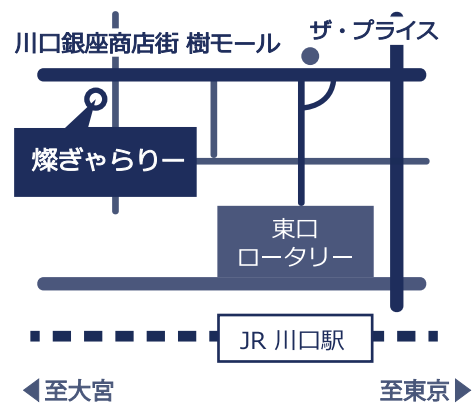 ザ・プライス
川口銀座商店街 樹モール
燦ぎゃらりー
東口
ロータリー
JR 川口駅
◀至大宮
至東京▶